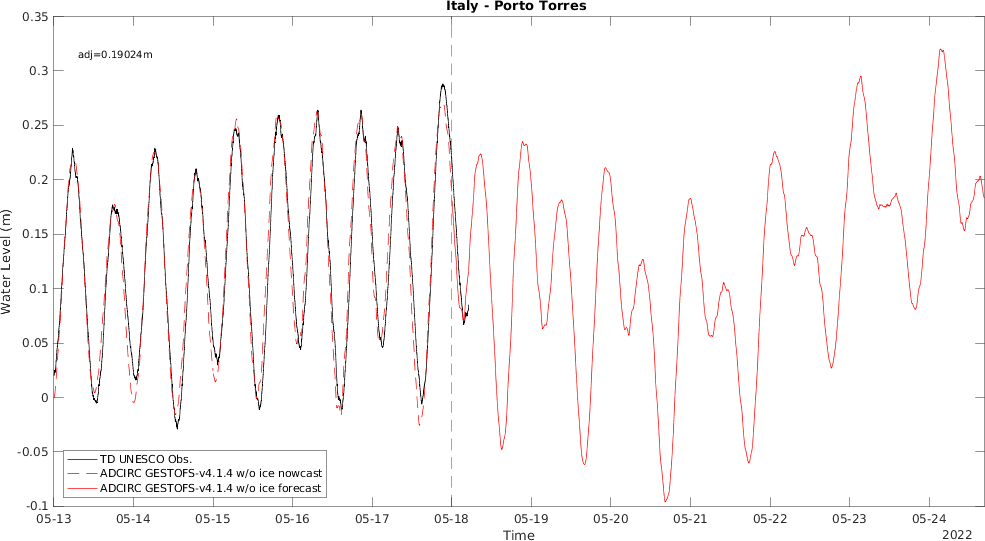 Italy - Porto Torres
adj=0.19024m
Water Level (m)
0.35
0.3
0.25
0.2
0.15
0.1
0.05
0
-0.05
-0.1
TD UNESCO Obs.
ADCIRC GESTOFS-v4.1.4 w/o ice nowcast
ADCIRC GESTOFS-v4.1.4 w/o ice forecast
05-13 05-14 05-15 05-16 05-17 05-18 05-19 05-20 05-21 05-22 05-23 05-24
Time
2022